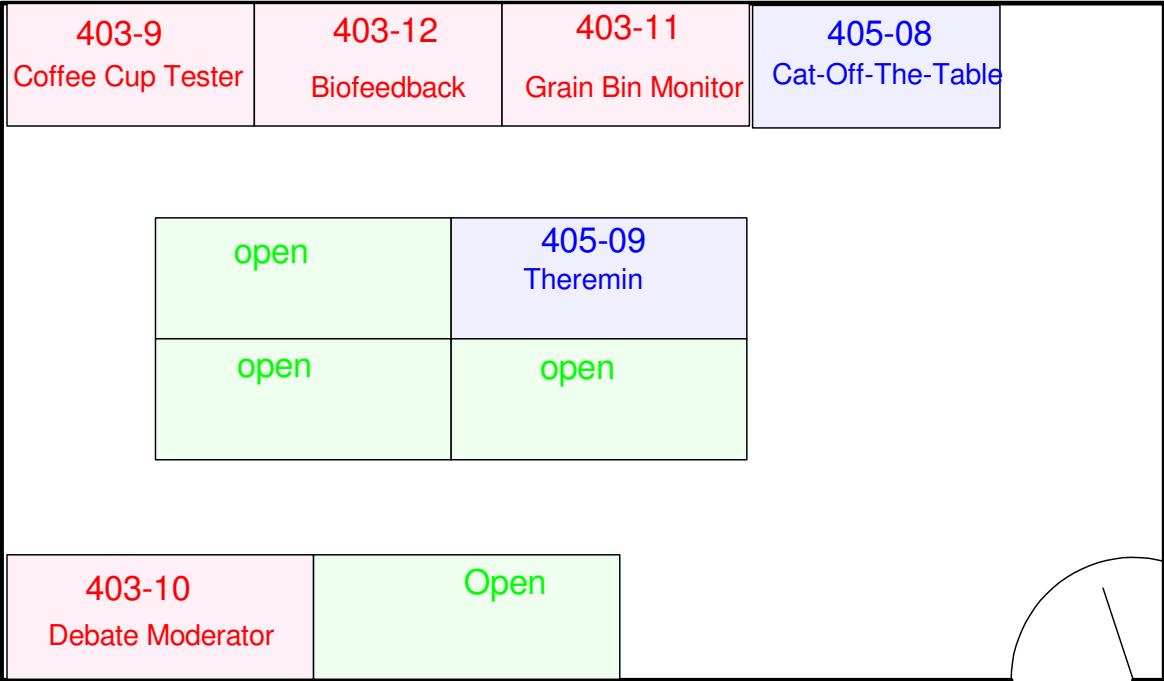 403-9
Coffee Cup Tester
403-12
Biofeedback
403-11
Grain Bin Monitor
405-08
Cat-Off-The-Table
open
405-09
Theremin
open
open
403-10
Debate Moderator
Open